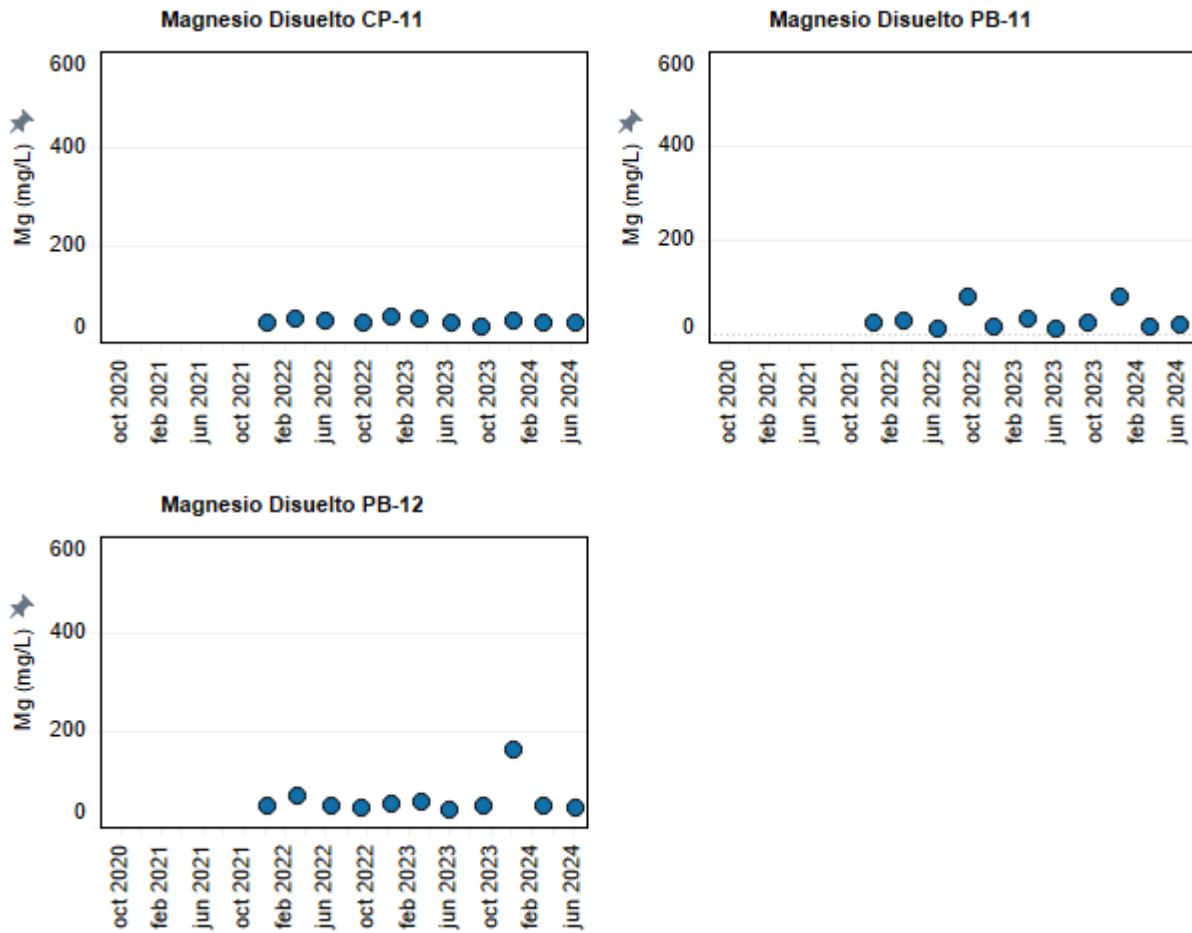 Magnesio Disuelto CP-11
600
400
200
0
Mg (mg/L)
oct 2020
feb 2021
jun 2021
oct 2021
feb 2022
jun 2022
oct 2022
feb 2023
jun 2023
oct 2023
feb 2024
jun 2024
Magnesio Disuelto PB-11
600
400
200
0
Mg (mg/L)
oct 2020
feb 2021
jun 2021
oct 2021
feb 2022
jun 2022
oct 2022
feb 2023
jun 2023
oct 2023
feb 2024
jun 2024
Magnesio Disuelto PB-12
600
400
200
0
Mg (mg/L)
oct 2020
feb 2021
jun 2021
oct 2021
feb 2022
jun 2022
oct 2022
feb 2023
jun 2023
oct 2023
feb 2024
jun 2024